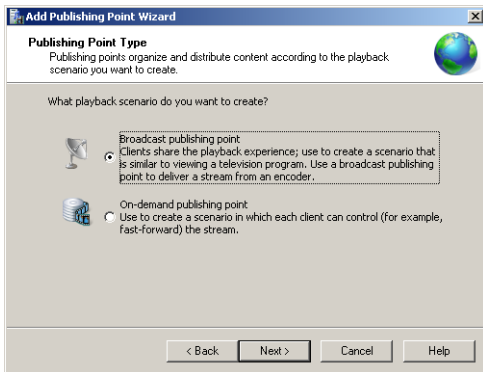 Add Publishing Point Wizard
Publishing Point Type
Publishing points organize and distribute content according to the playback
scenario you want to create.
What playback scenario do you want to create?
Broadcast publishing point
Clients share the playback experience; use to create a scenario that
is similar to viewing a television program. Use a broadcast publishing
point to deliver a stream from an encoder.
On-demand publishing point
Use to create a scenario in which each client can control (for example,
fast-forward) the stream.
< Back Next > Cancel Help